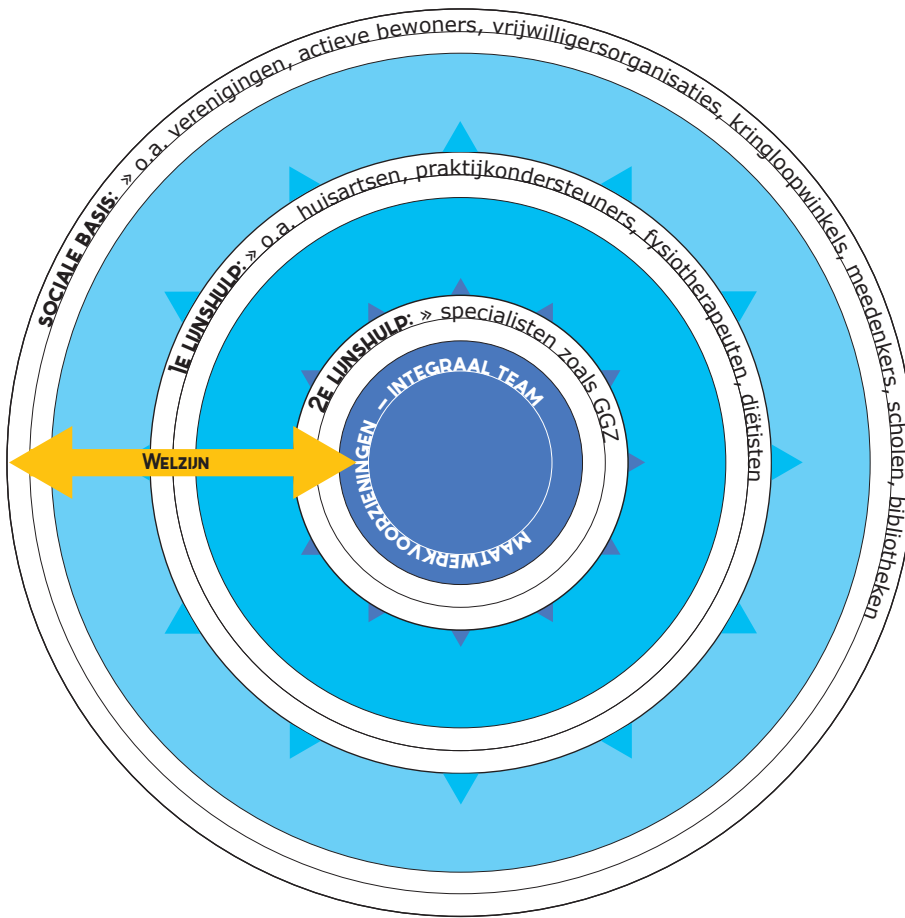 SOCIALE BASIS: » o.a. verenigingen, actieve bewoners, vrijwilligersorganisaties, kringloopwinkels, meedenkers, scholen, bibliotheken
1E LIJNSHULP: » o.a. huisartsen, praktijkondersteuners, fysiotherapeuten, diëtisten
2E LIJNSHULP: » specialisten zoals GGZ
MAATWERKVOORZIENINGEN – INTEGRAAL TEAM
WELZIJN